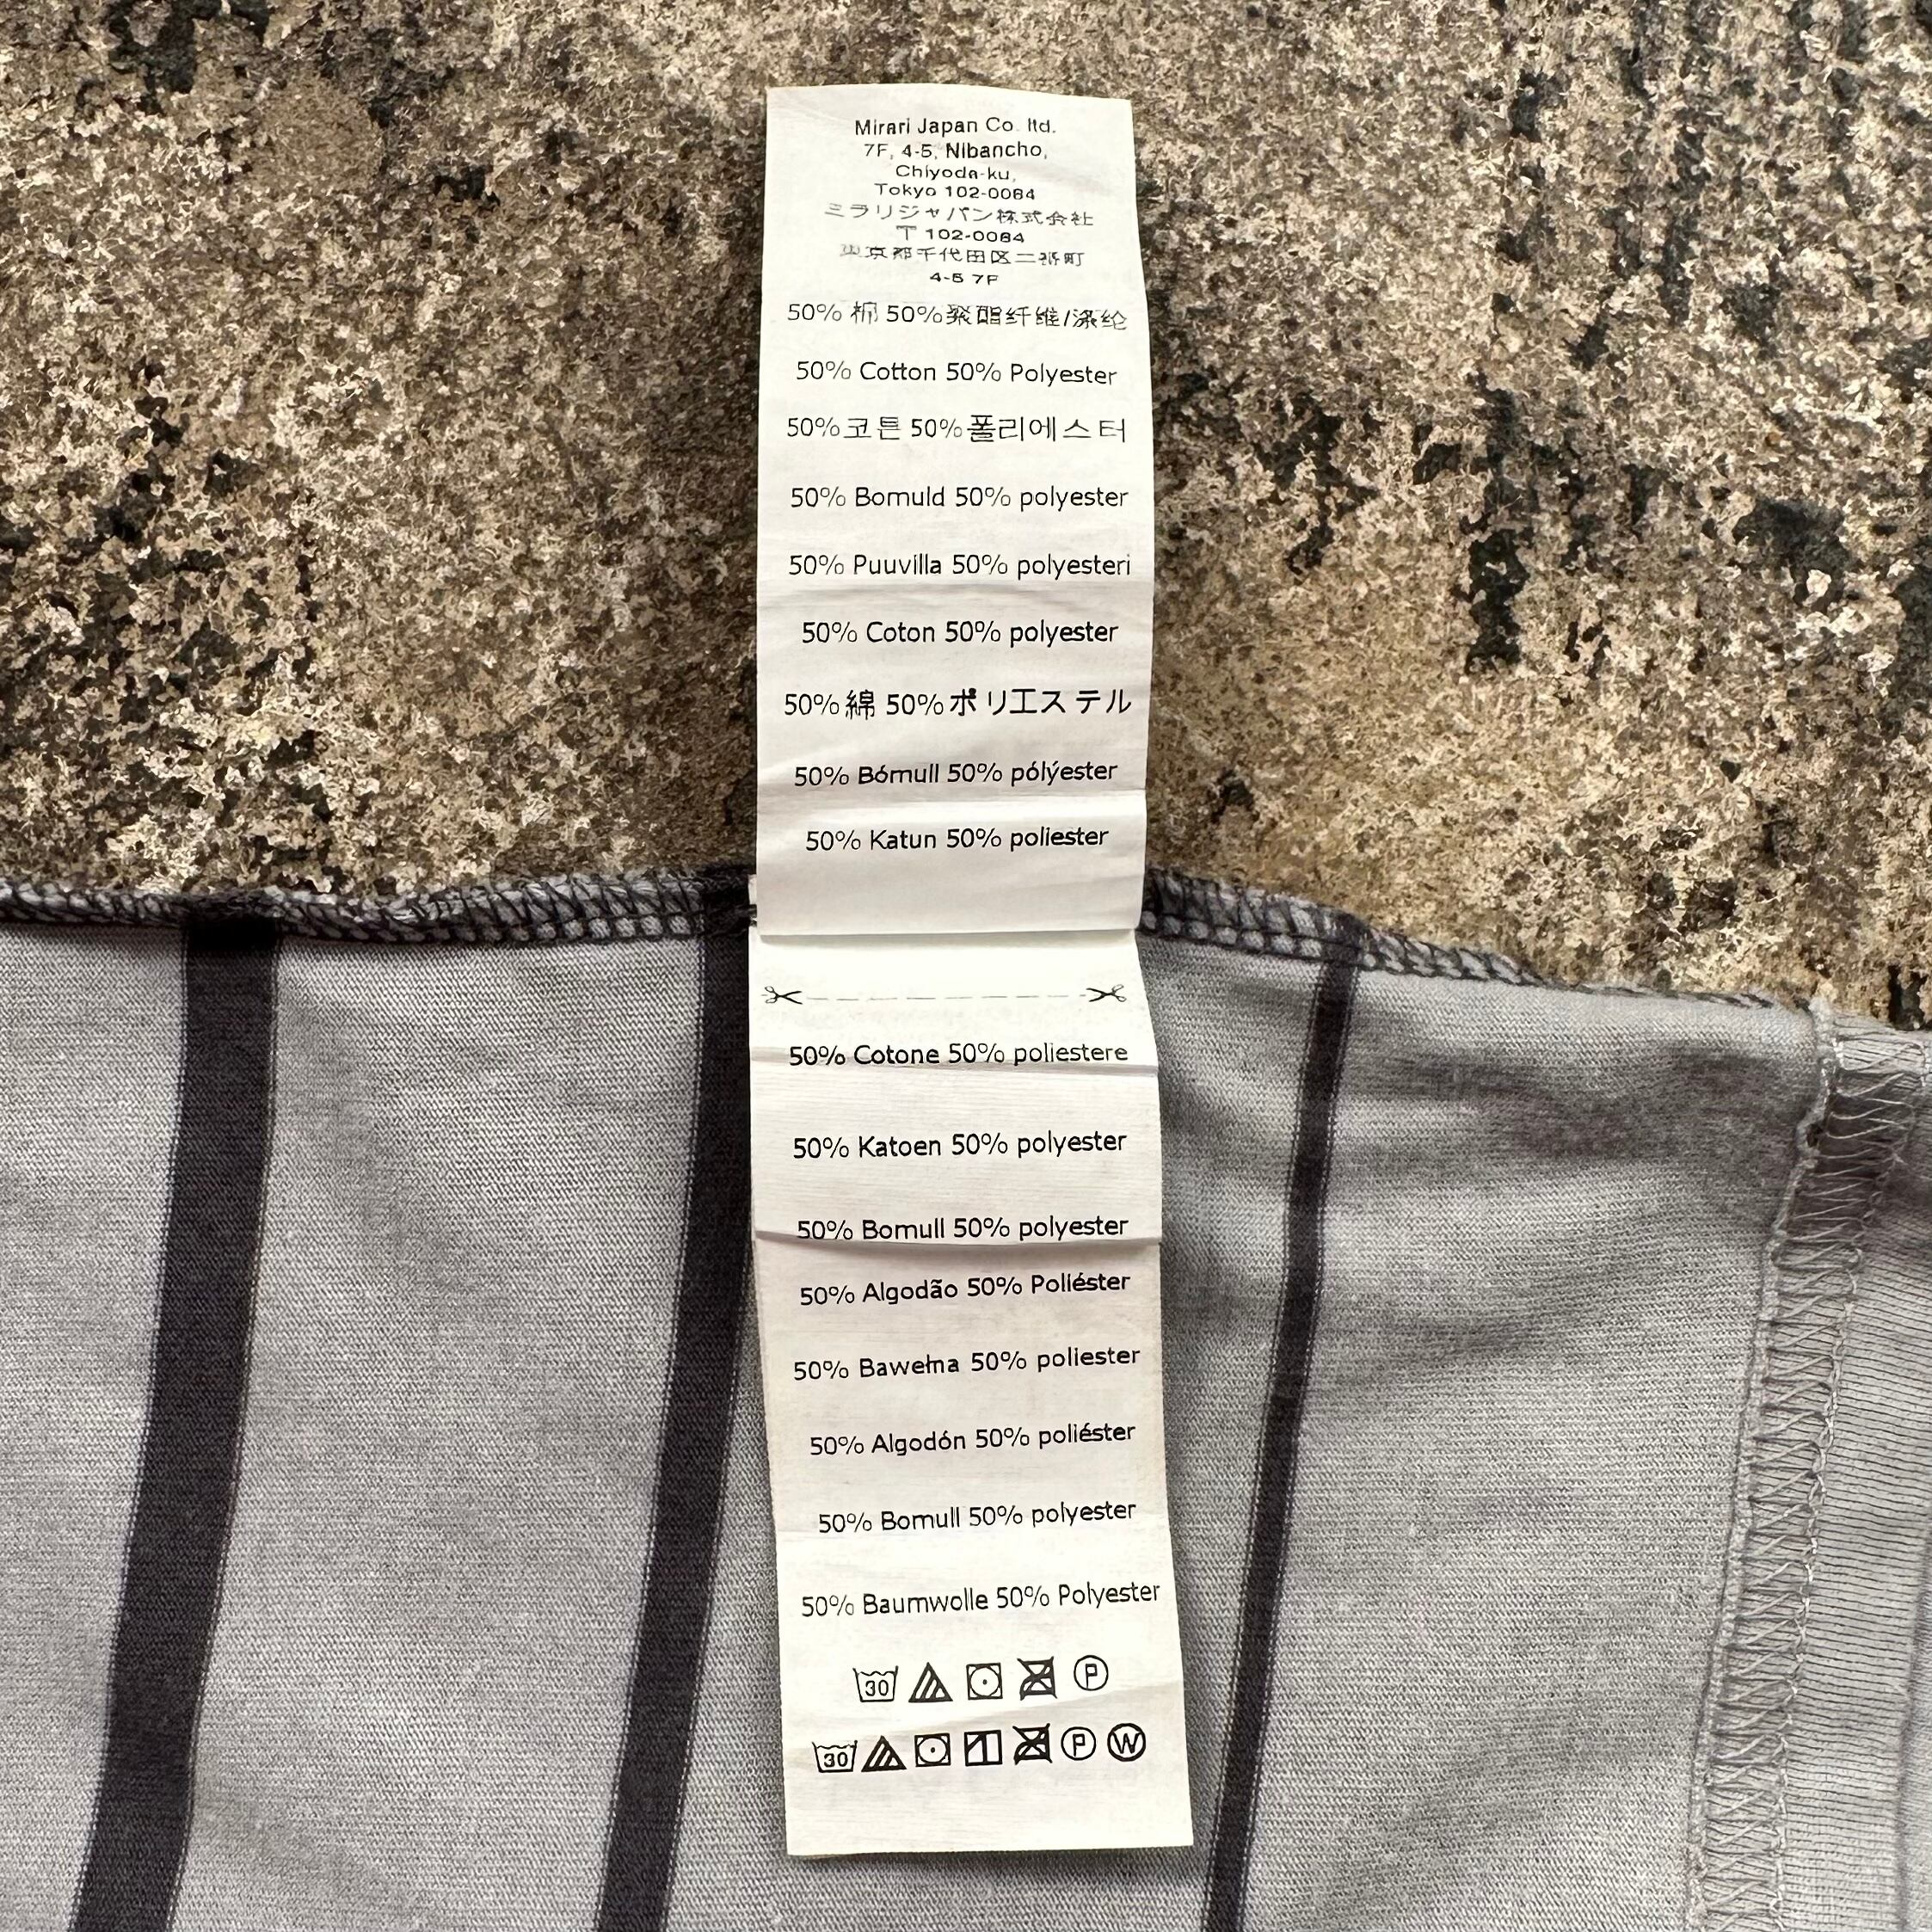 Mirari Japan Co. ltd.
7F, 4-5, Nibancho,
Chiyoda-ku,
Tokyo 102-0084
ミラリジャパン株式会社
〒102-0084
東京都千代田区二番町
4-5 7F
50% 棉 50%聚酯纤维/涤纶
50% Cotton 50% Polyester
50%코튼 50%폴리에스터
50% Bomuld 50% polyester
50% Puuvilla 50% polyesteri
50% Coton 50% polyester
50%綿 50%ポリエステル
50% Bómull 50% pólýester
50% Katun 50% poliester
50% Cotone 50% poliestere
50% Katoen 50% polyester
50% Bomull 50% polyester
50% Algodão 50% Poliéster
50% Bawełna 50% poliester
50% Algodón 50% poliéster
50% Bomull 50% polyester
50% Baumwolle 50% Polyester
30 P
30 P W